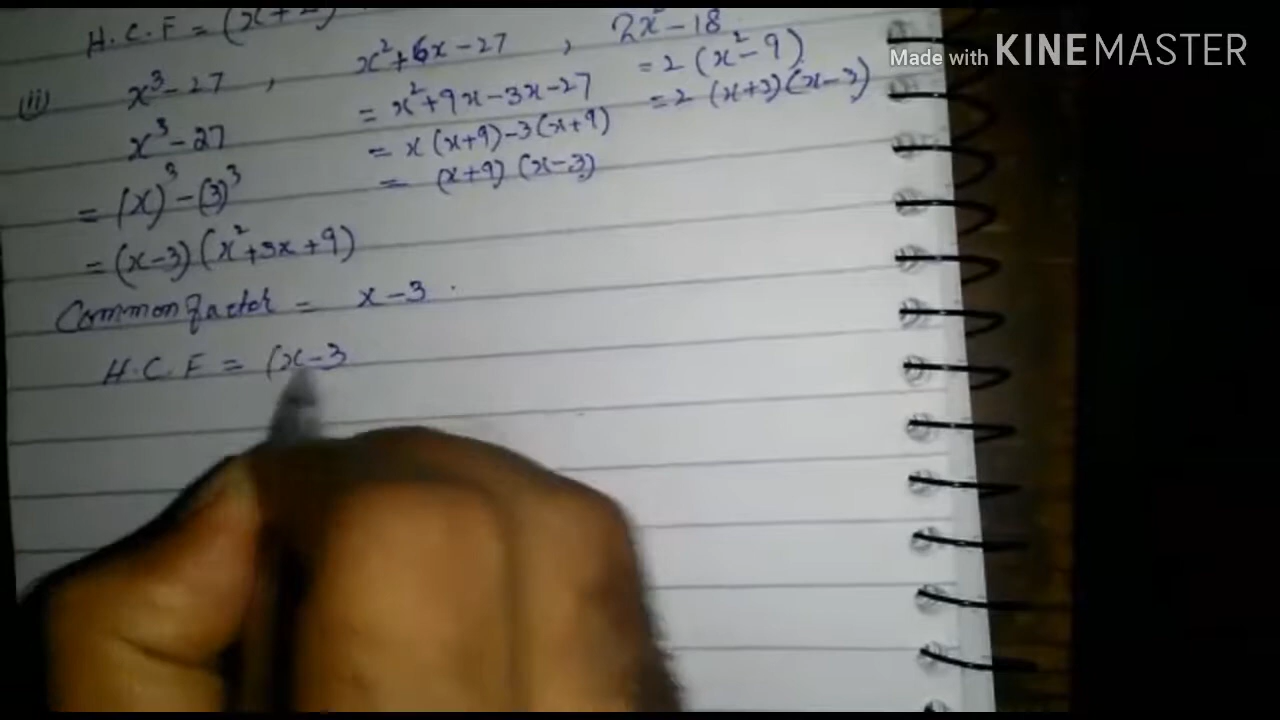 H.C.F = (x+2)
(ii) x³-27 , x²+6x-27 , 2x²-18
x³-27 = x²+9x-3x-27 = 2(x²-9)
= (x)³-(3)³ = x(x+9)-3(x+9) = 2(x+3)(x-3)
= (x-3)(x²+3x+9) = (x+9)(x-3)
Common factor = x-3.
H.C.F = (x-3
Made with KINEMASTER